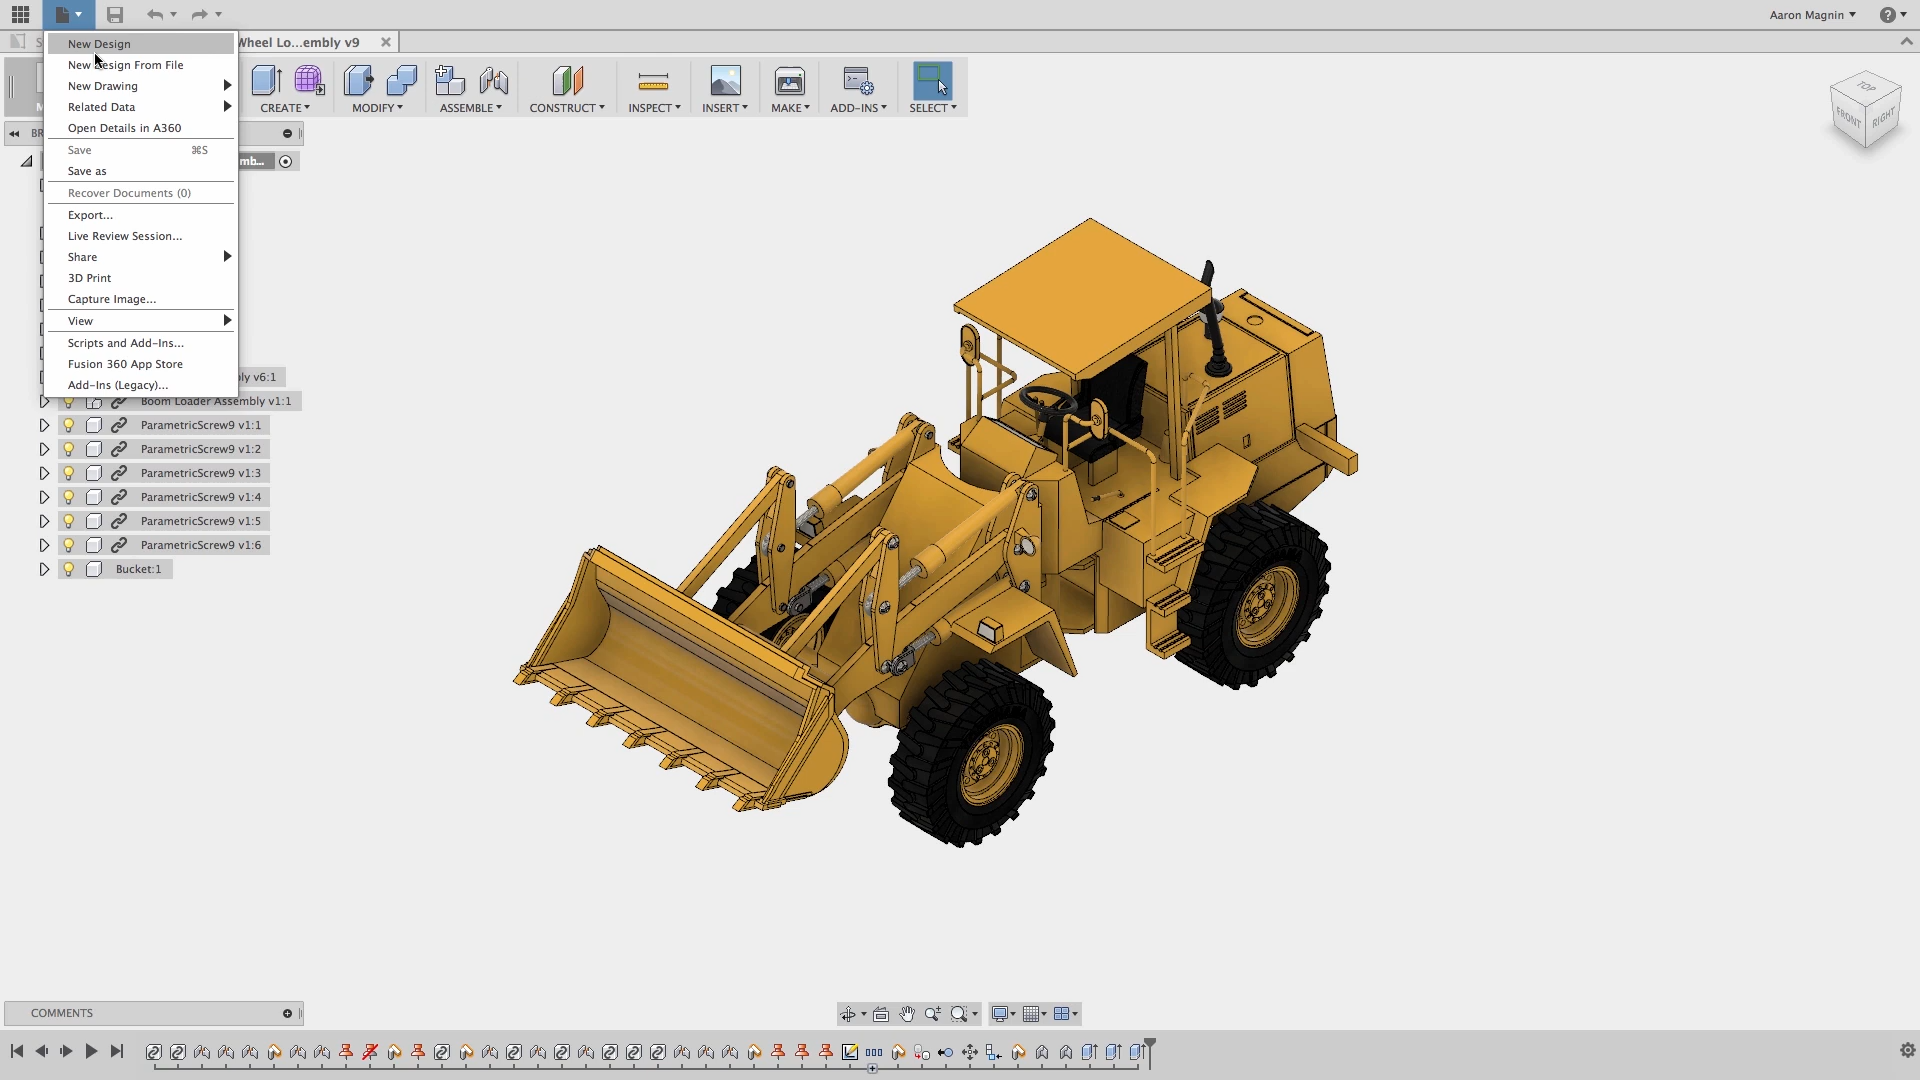 Aaron Magnin
?
S
Wheel Lo...embly v9
New Design
New Design From File
New Drawing
Related Data
Open Details in A360
Save ⌘S
Save as
Recover Documents (0)
Export...
Live Review Session...
Share
3D Print
Capture Image...
View
Scripts and Add-Ins...
Fusion 360 App Store
Add-Ins (Legacy)...
M
CREATE
MODIFY
ASSEMBLE
CONSTRUCT
INSPECT
INSERT
MAKE
ADD-INS
SELECT
TOP
FRONT
RIGHT
BR
mb...
bly v6:1
Boom Loader Assembly v1:1
ParametricScrew9 v1:1
ParametricScrew9 v1:2
ParametricScrew9 v1:3
ParametricScrew9 v1:4
ParametricScrew9 v1:5
ParametricScrew9 v1:6
Bucket:1
COMMENTS